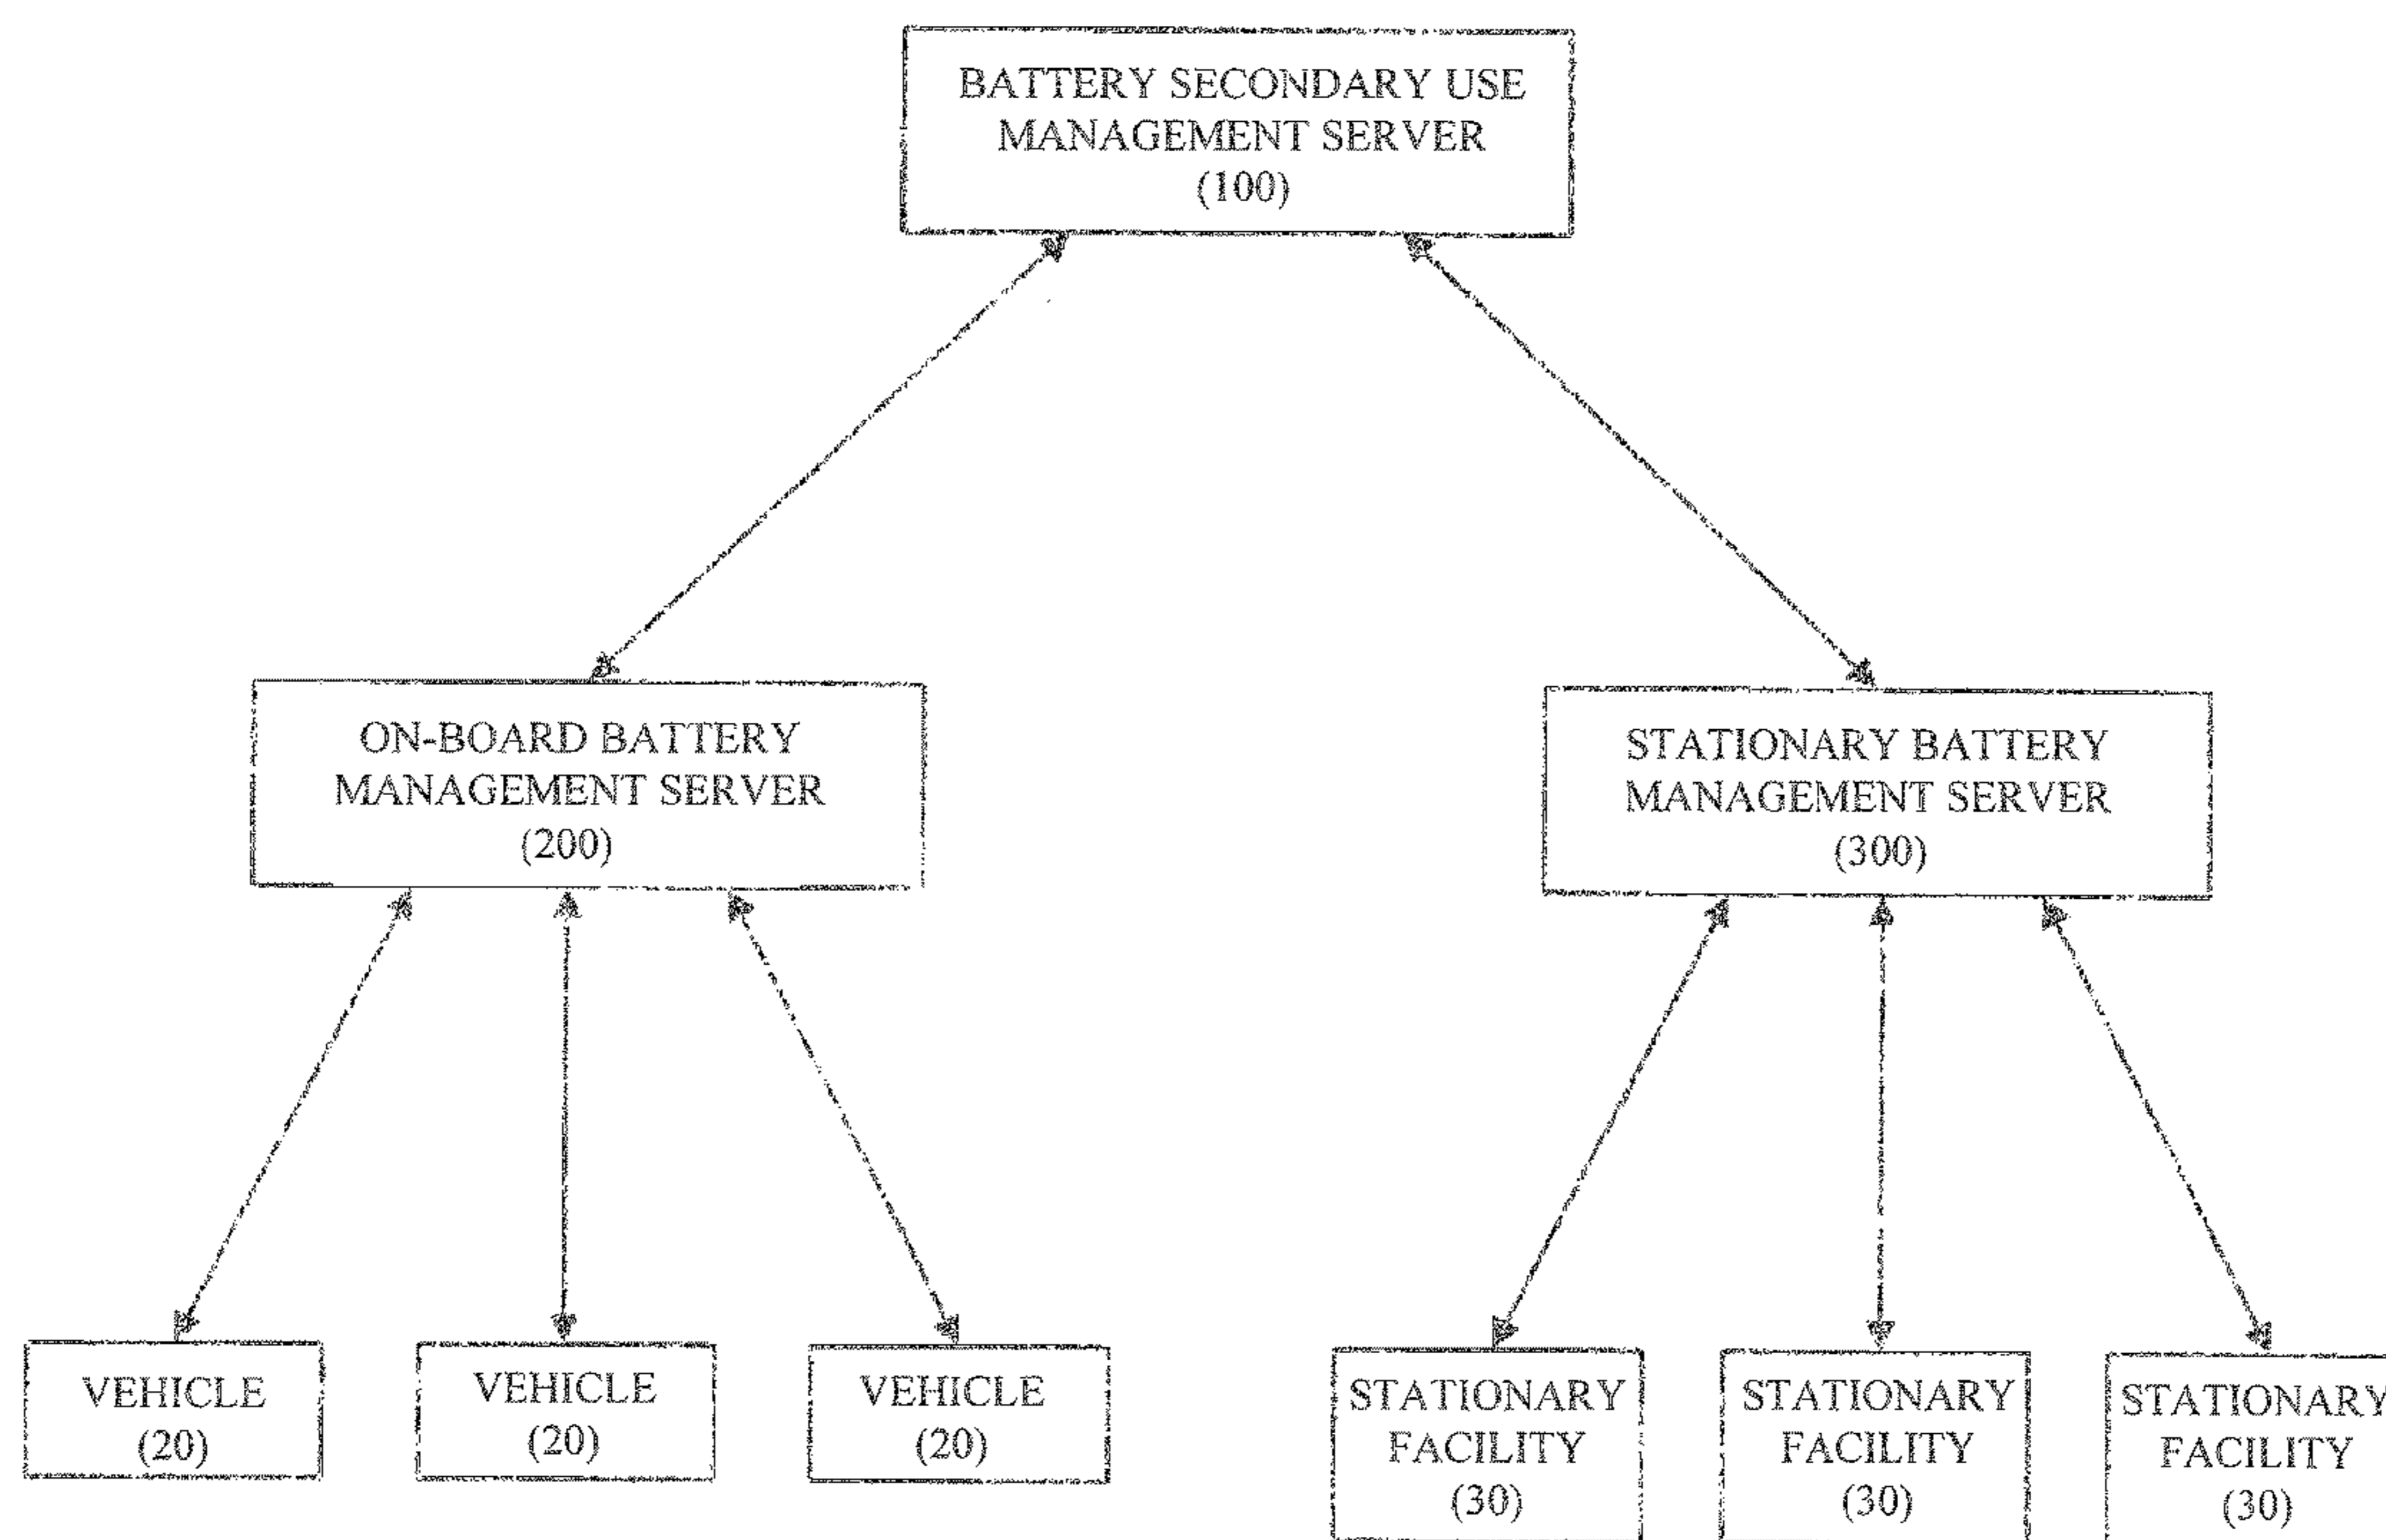 BATTERY SECONDARY USE
MANAGEMENT SERVER
(100)
ON-BOARD BATTERY
MANAGEMENT SERVER
(200)
STATIONARY BATTERY
MANAGEMENT SERVER
(300)
VEHICLE
(20)
VEHICLE
(20)
VEHICLE
(20)
STATIONARY
FACILITY
(30)
STATIONARY
FACILITY
(30)
STATIONARY
FACILITY
(30)